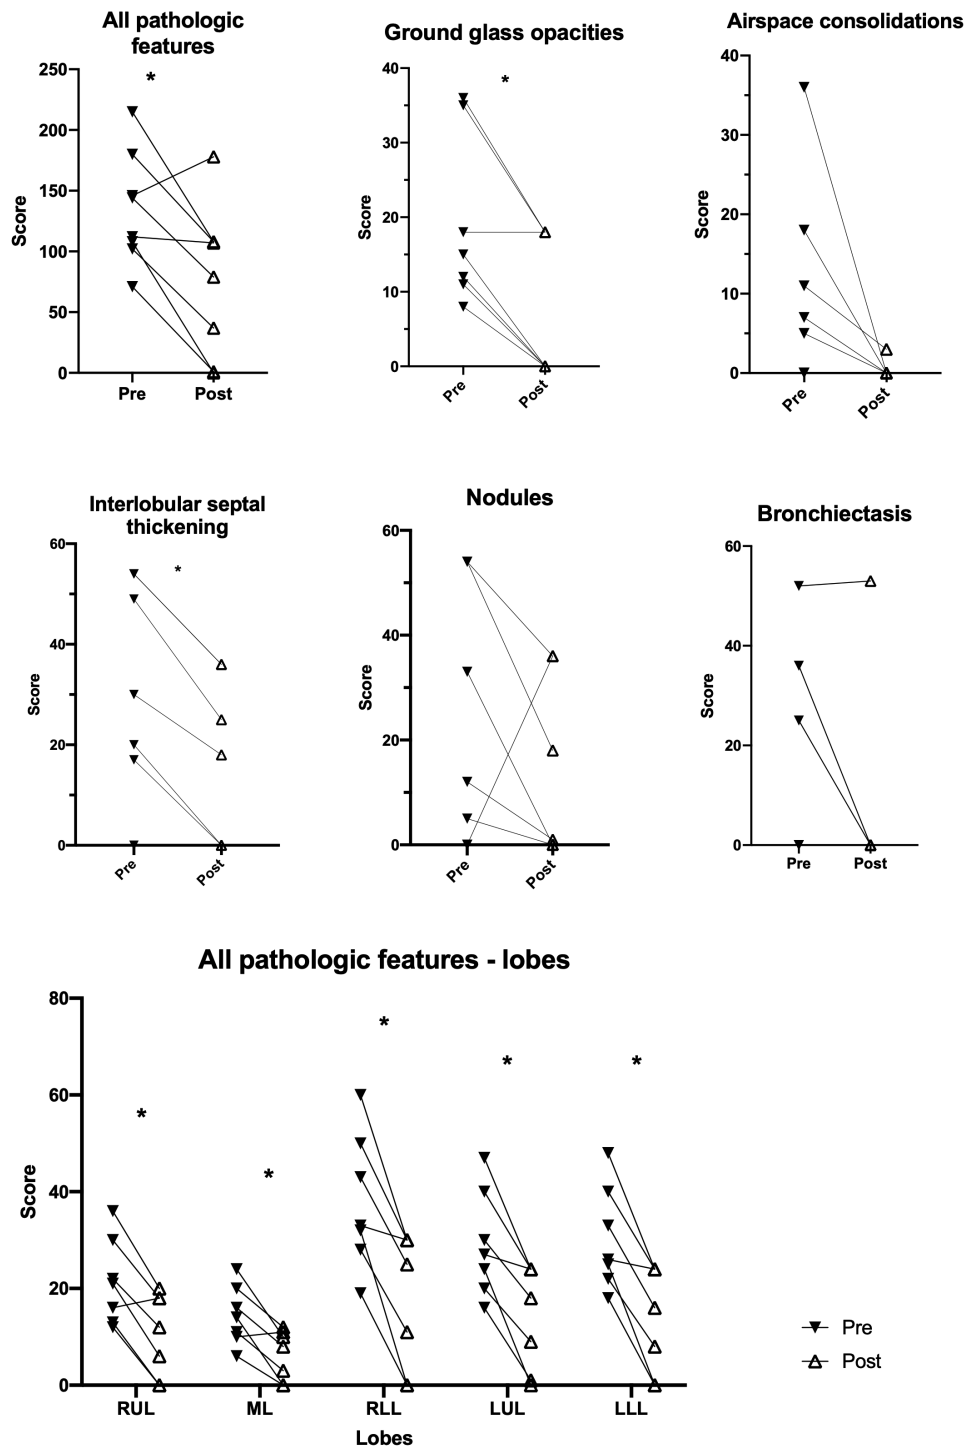 All pathologic
features
*
250
200
150
100
50
0
Score
Pre
Post
Ground glass opacities
*
40
30
20
10
0
Score
Pre
Post
Airspace consolidations
40
30
20
10
0
Score
Pre
Post
Interlobular septal
thickening
*
60
40
20
0
Score
Pre
Post
Nodules
60
40
20
0
Score
Pre
Post
Bronchiectasis
60
40
20
0
Score
Pre
Post
All pathologic features - lobes
80
60
40
20
0
Score
*
*
*
*
*
RUL
ML
RLL
LUL
LLL
Lobes
Pre
Post